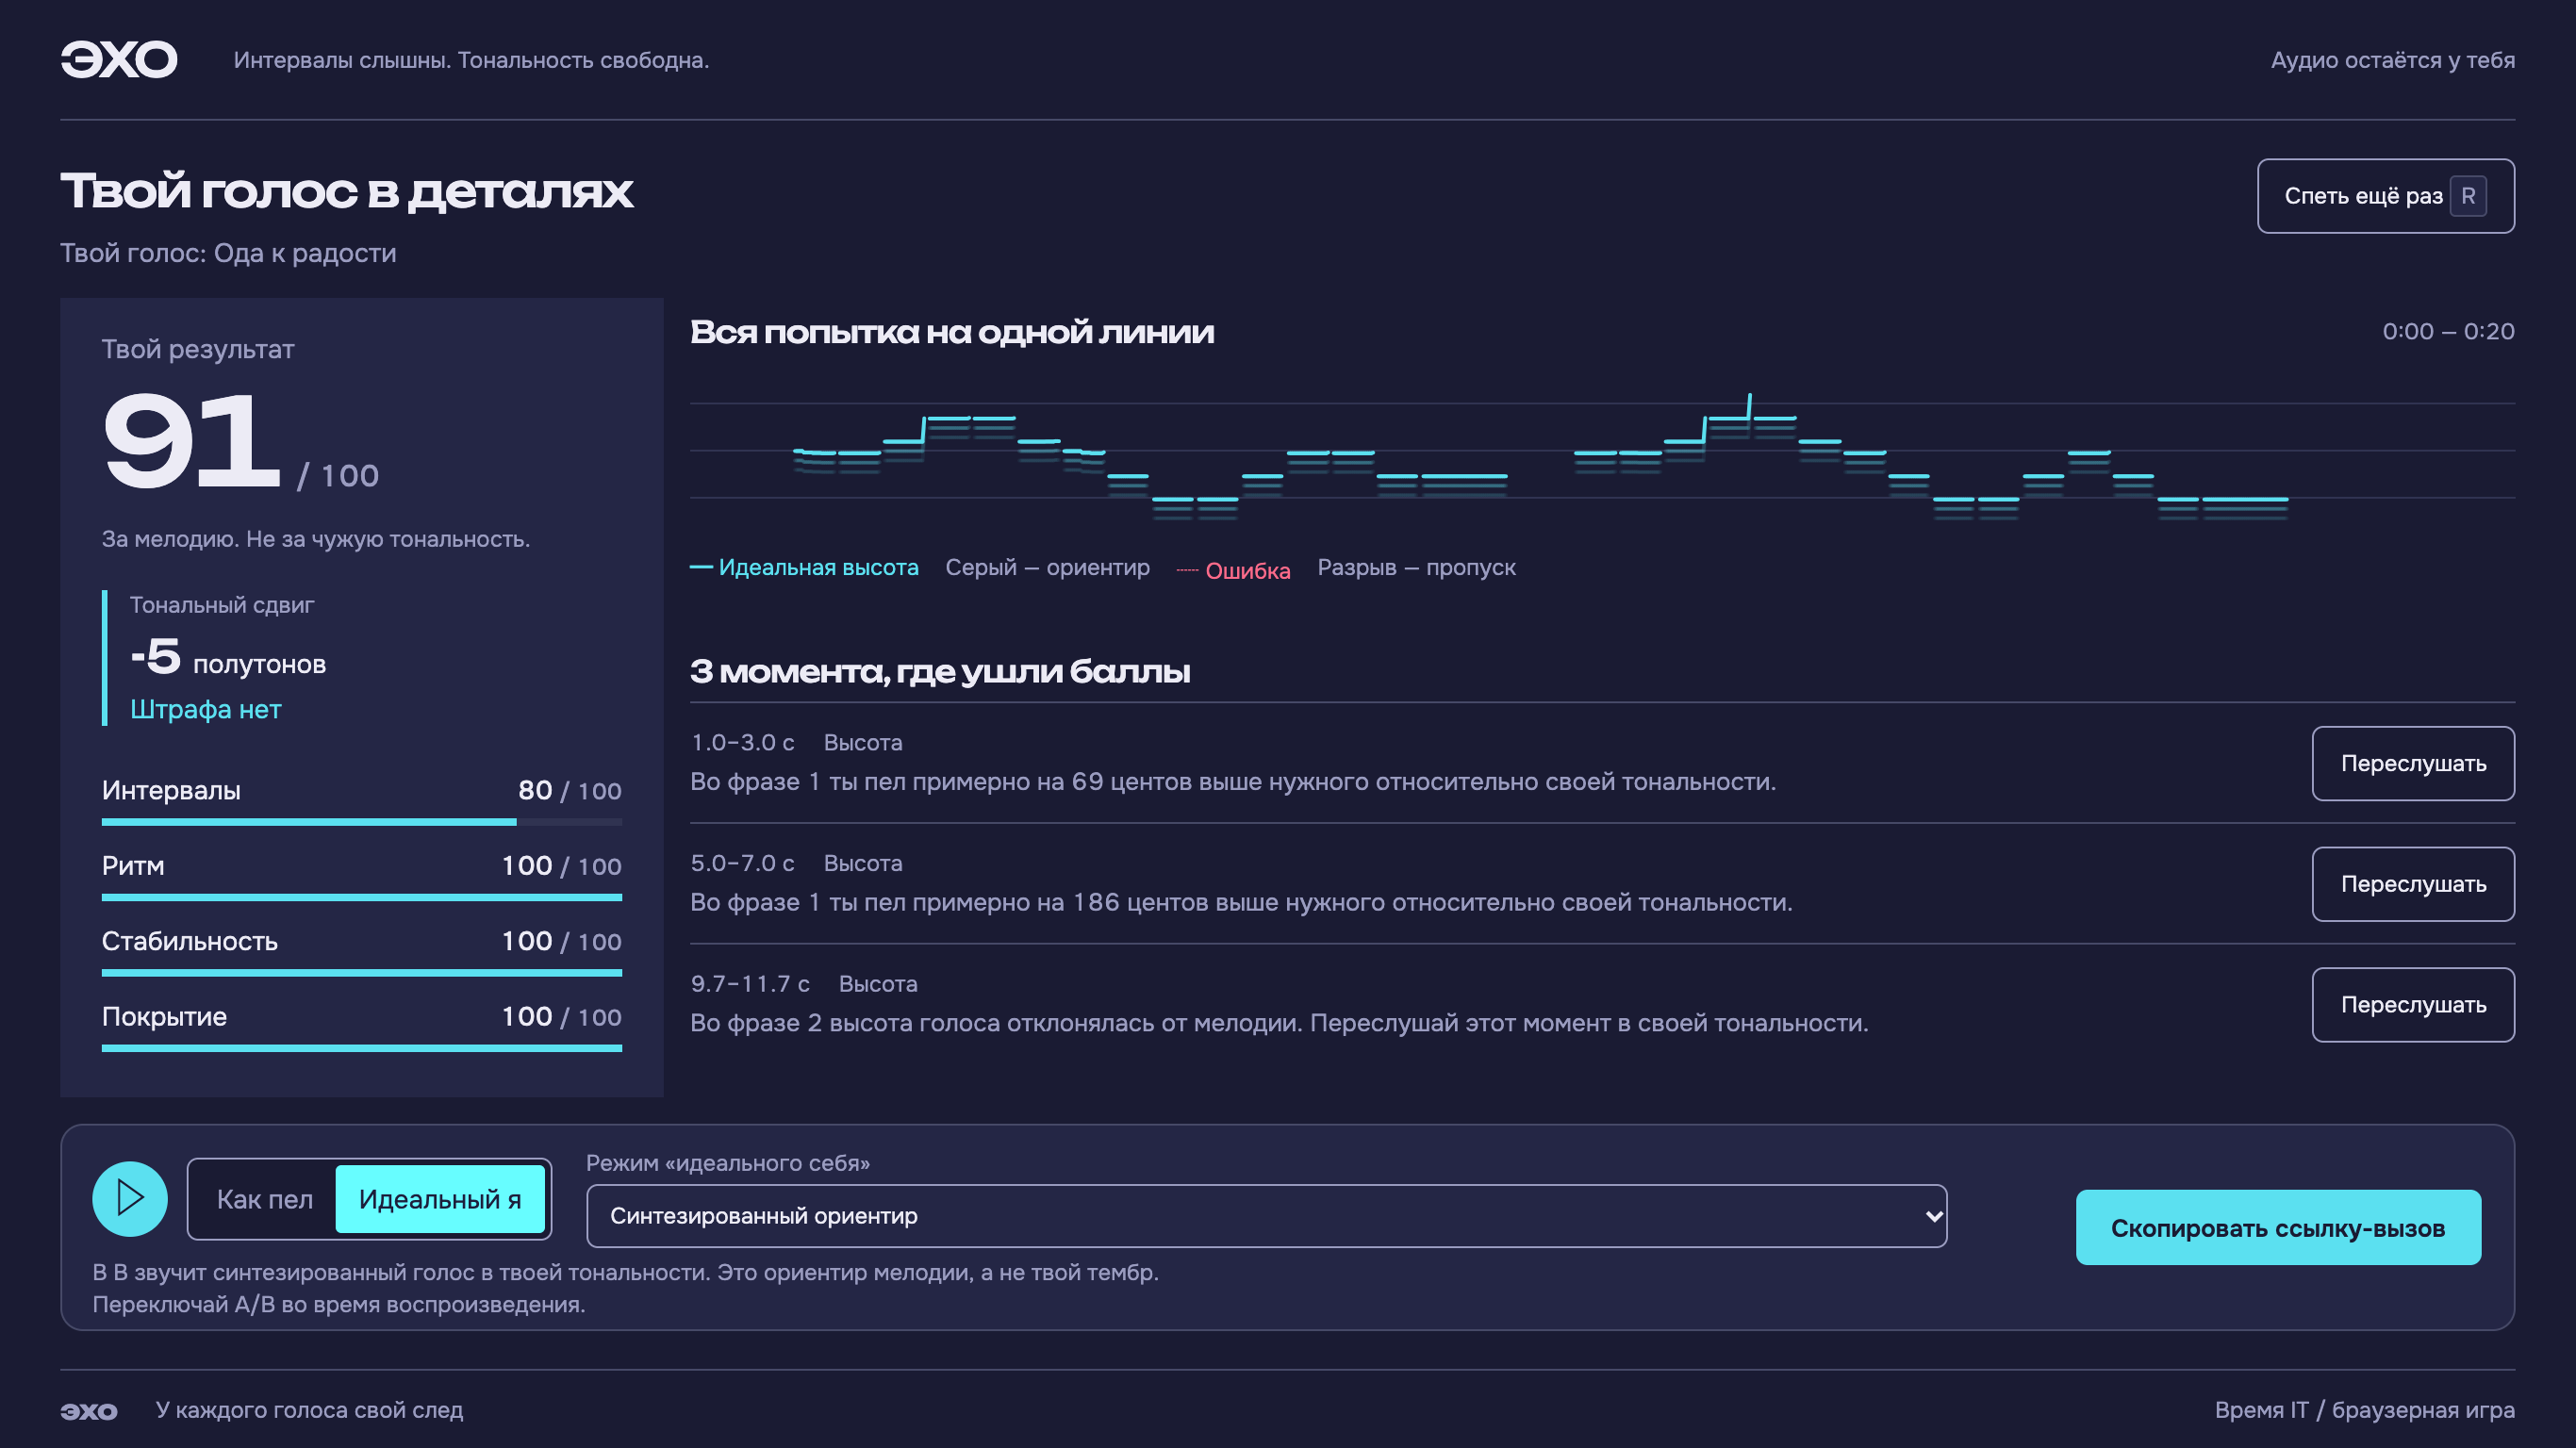 ЭХО
Интервалы слышны. Тональность свободна.
Аудио остаётся у тебя
Твой голос в деталях
Спеть ещё раз R
Твой голос: Ода к радости
Твой результат
91 / 100
За мелодию. Не за чужую тональность.
Тональный сдвиг
-5 полутонов
Штрафа нет
Интервалы 80 / 100
Ритм 100 / 100
Стабильность 100 / 100
Покрытие 100 / 100
Вся попытка на одной линии
0:00 — 0:20
Идеальная высота Серый — ориентир Ошибка Разрыв — пропуск
3 момента, где ушли баллы
1.0–3.0 с Высота
Во фразе 1 ты пел примерно на 69 центов выше нужного относительно своей тональности.
Переслушать
5.0–7.0 с Высота
Во фразе 1 ты пел примерно на 186 центов выше нужного относительно своей тональности.
Переслушать
9.7–11.7 с Высота
Во фразе 2 высота голоса отклонялась от мелодии. Переслушай этот момент в своей тональности.
Переслушать
Как пел Идеальный я
Режим «идеального себя»
Синтезированный ориентир
Скопировать ссылку-вызов
В B звучит синтезированный голос в твоей тональности. Это ориентир мелодии, а не твой тембр.
Переключай A/B во время воспроизведения.
ЭХО
У каждого голоса свой след
Время IT / браузерная игра